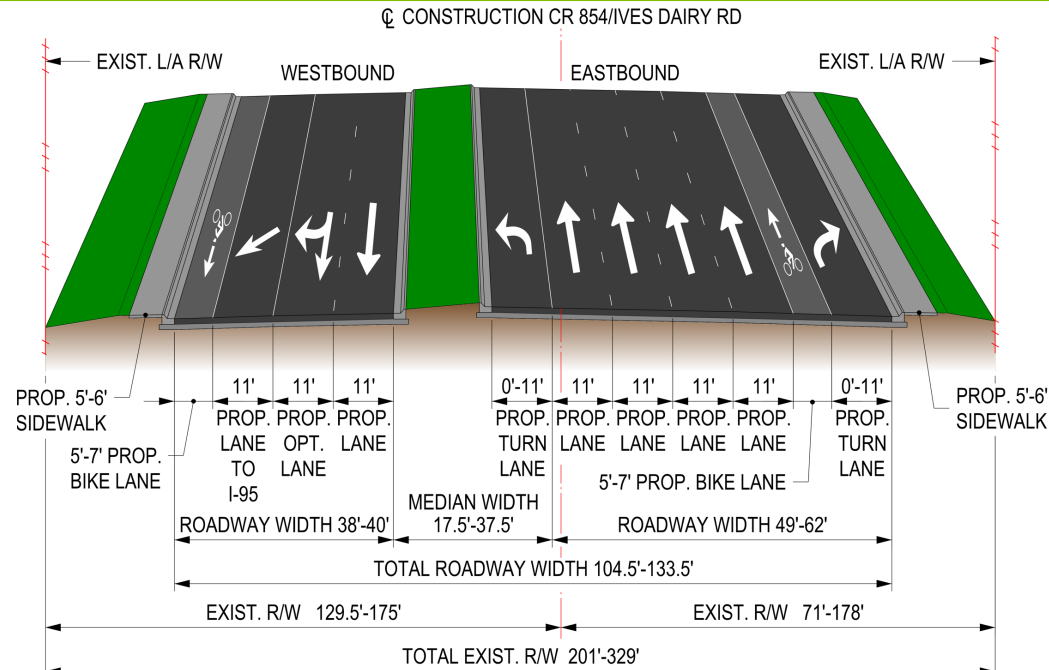 ℄ CONSTRUCTION CR 854/IVES DAIRY RD
EXIST. L/A R/W
EXIST. L/A R/W
WESTBOUND
EASTBOUND
PROP. 5'-6'
SIDEWALK
5'-7' PROP.
BIKE LANE
11'
PROP.
LANE
TO
I-95
11'
PROP.
OPT.
LANE
11'
PROP.
LANE
0'-11'
PROP.
TURN
LANE
11'
PROP.
LANE
11'
PROP.
LANE
11'
PROP.
LANE
11'
PROP.
LANE
5'-7' PROP. BIKE LANE
0'-11'
PROP.
TURN
LANE
PROP. 5'-6'
SIDEWALK
ROADWAY WIDTH 38'-40'
MEDIAN WIDTH
17.5'-37.5'
ROADWAY WIDTH 49'-62'
TOTAL ROADWAY WIDTH 104.5'-133.5'
EXIST. R/W 129.5'-175'
EXIST. R/W 71'-178'
TOTAL EXIST. R/W 201'-329'